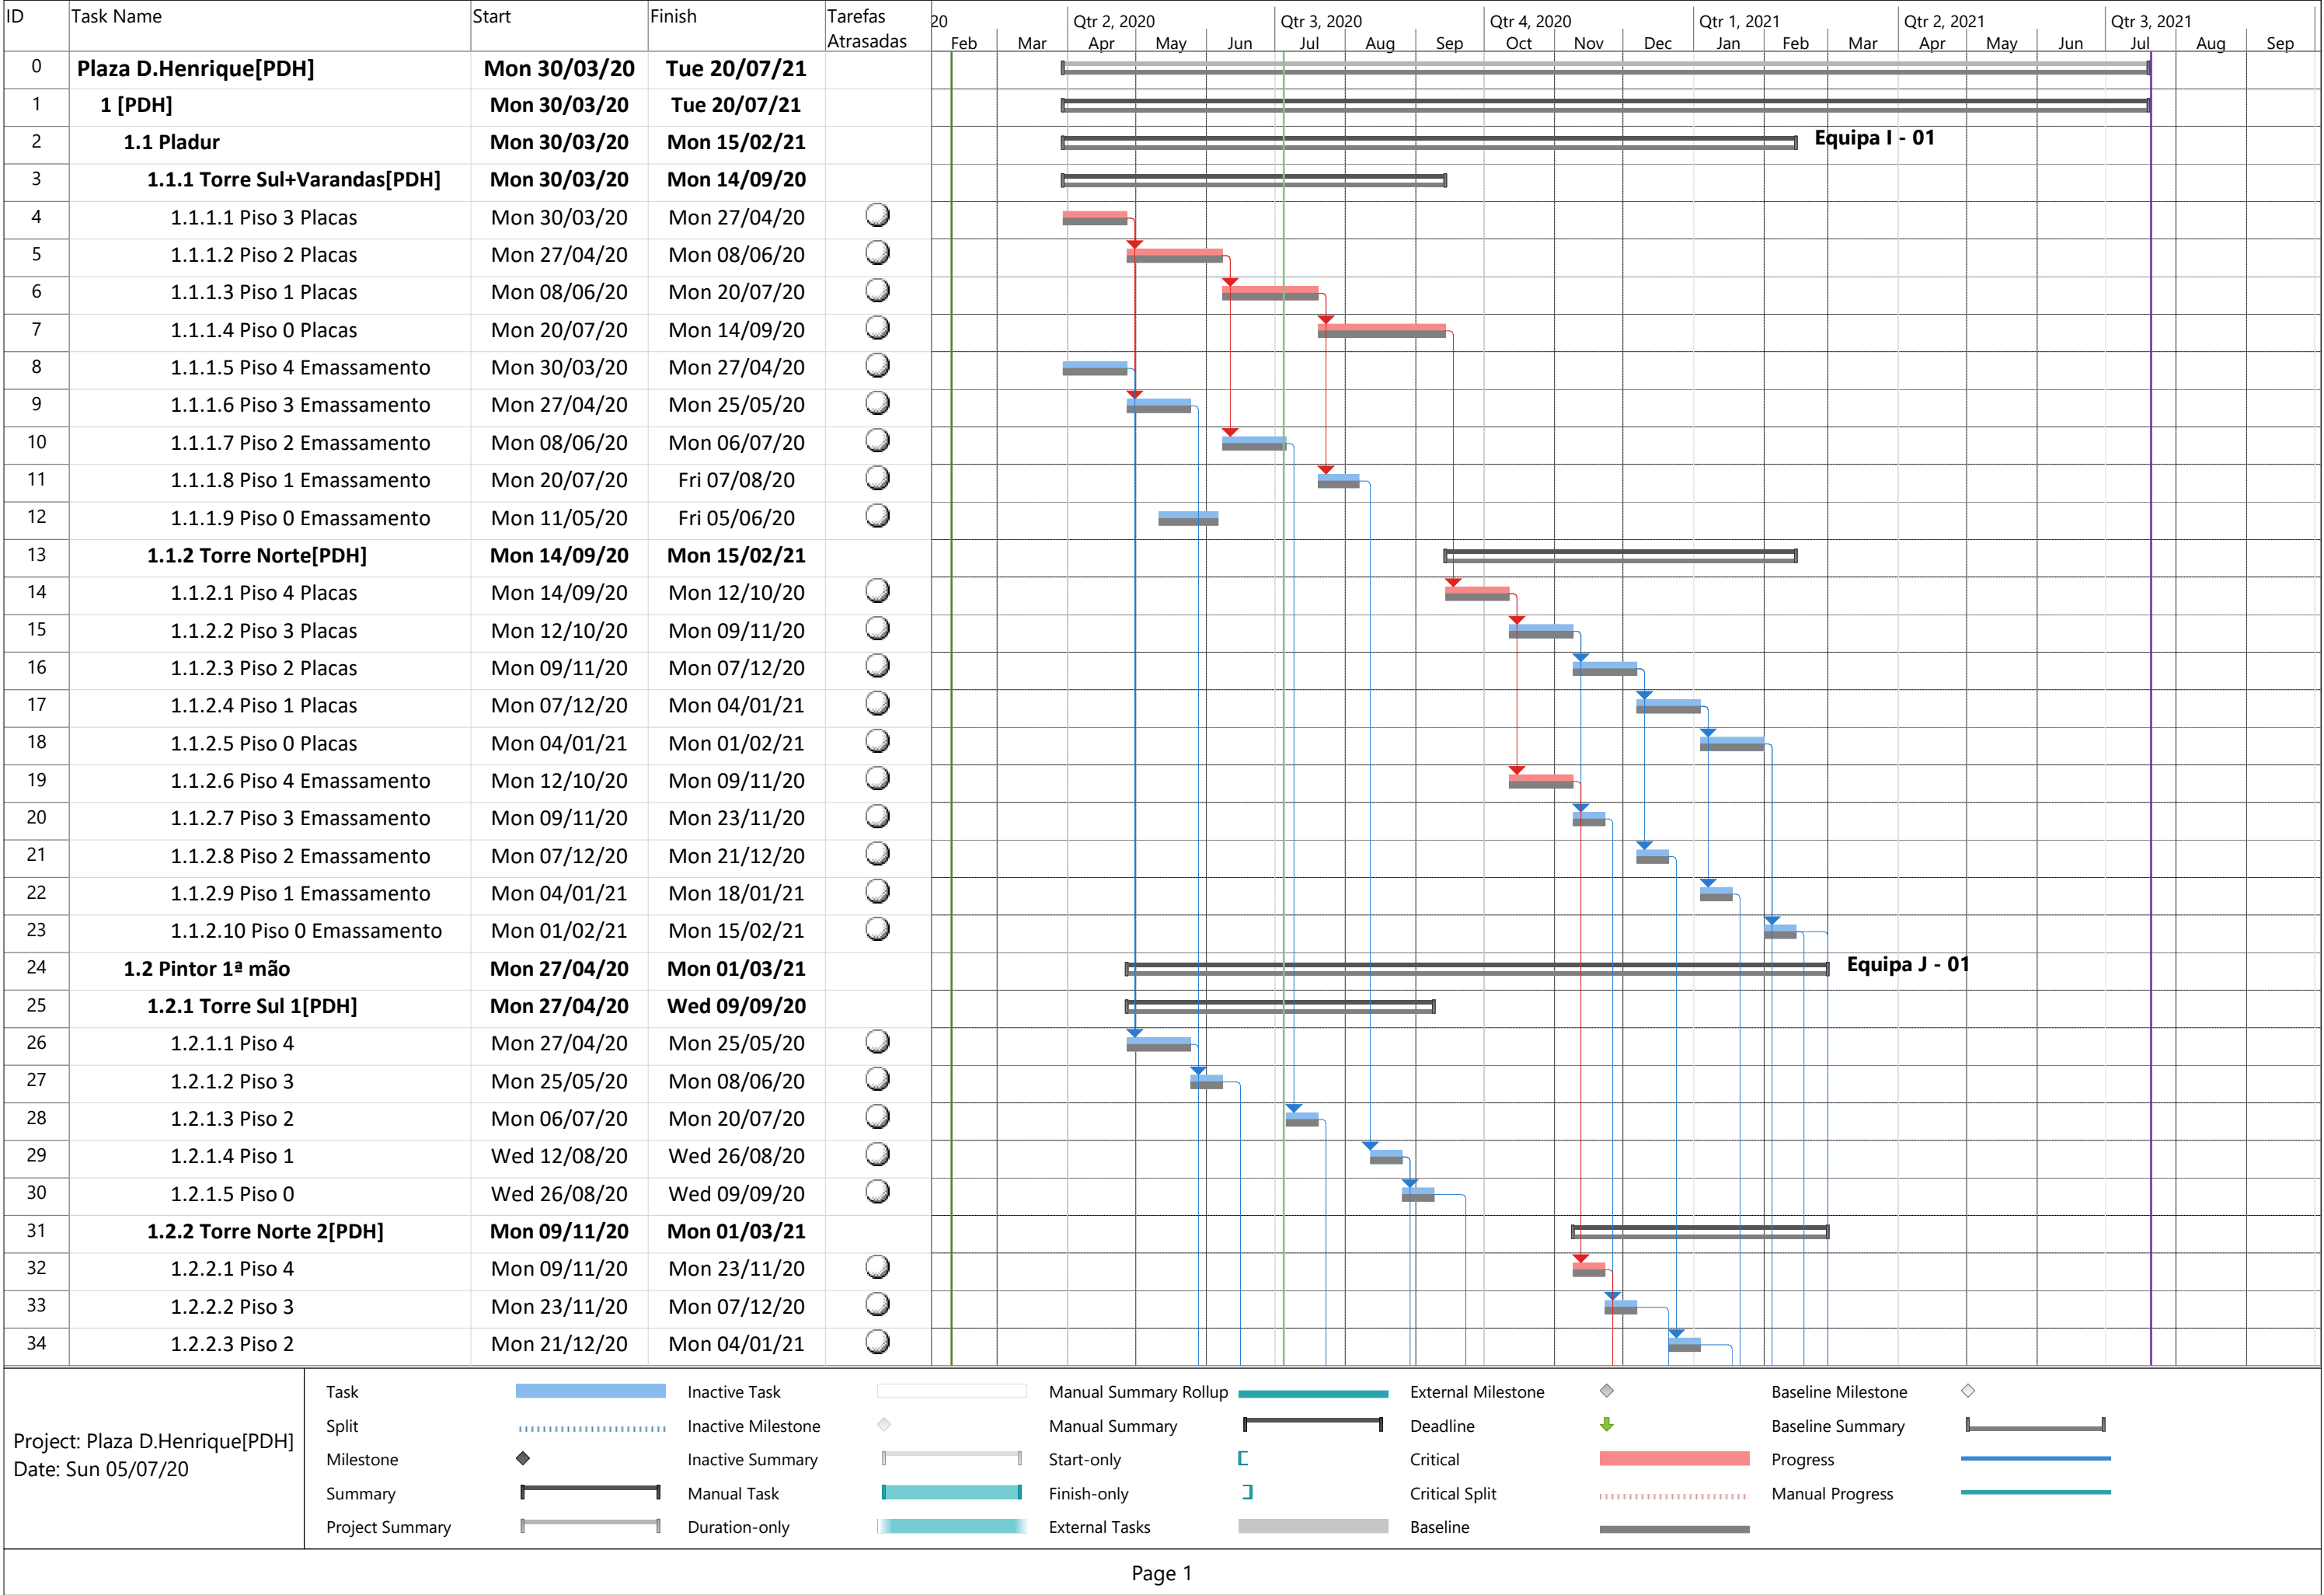 ID Task Name Start Finish Tarefas Atrasadas
20 Qtr 2, 2020 Qtr 3, 2020 Qtr 4, 2020 Qtr 1, 2021 Qtr 2, 2021 Qtr 3, 2021
Feb Mar Apr May Jun Jul Aug Sep Oct Nov Dec Jan Feb Mar Apr May Jun Jul Aug Sep
0 Plaza D.Henrique[PDH] Mon 30/03/20 Tue 20/07/21
1 1 [PDH] Mon 30/03/20 Tue 20/07/21
2 1.1 Pladur Mon 30/03/20 Mon 15/02/21 Equipa I - 01
3 1.1.1 Torre Sul+Varandas[PDH] Mon 30/03/20 Mon 14/09/20
4 1.1.1.1 Piso 3 Placas Mon 30/03/20 Mon 27/04/20
5 1.1.1.2 Piso 2 Placas Mon 27/04/20 Mon 08/06/20
6 1.1.1.3 Piso 1 Placas Mon 08/06/20 Mon 20/07/20
7 1.1.1.4 Piso 0 Placas Mon 20/07/20 Mon 14/09/20
8 1.1.1.5 Piso 4 Emassamento Mon 30/03/20 Mon 27/04/20
9 1.1.1.6 Piso 3 Emassamento Mon 27/04/20 Mon 25/05/20
10 1.1.1.7 Piso 2 Emassamento Mon 08/06/20 Mon 06/07/20
11 1.1.1.8 Piso 1 Emassamento Mon 20/07/20 Fri 07/08/20
12 1.1.1.9 Piso 0 Emassamento Mon 11/05/20 Fri 05/06/20
13 1.1.2 Torre Norte[PDH] Mon 14/09/20 Mon 15/02/21
14 1.1.2.1 Piso 4 Placas Mon 14/09/20 Mon 12/10/20
15 1.1.2.2 Piso 3 Placas Mon 12/10/20 Mon 09/11/20
16 1.1.2.3 Piso 2 Placas Mon 09/11/20 Mon 07/12/20
17 1.1.2.4 Piso 1 Placas Mon 07/12/20 Mon 04/01/21
18 1.1.2.5 Piso 0 Placas Mon 04/01/21 Mon 01/02/21
19 1.1.2.6 Piso 4 Emassamento Mon 12/10/20 Mon 09/11/20
20 1.1.2.7 Piso 3 Emassamento Mon 09/11/20 Mon 23/11/20
21 1.1.2.8 Piso 2 Emassamento Mon 07/12/20 Mon 21/12/20
22 1.1.2.9 Piso 1 Emassamento Mon 04/01/21 Mon 18/01/21
23 1.1.2.10 Piso 0 Emassamento Mon 01/02/21 Mon 15/02/21
24 1.2 Pintor 1ª mão Mon 27/04/20 Mon 01/03/21 Equipa J - 01
25 1.2.1 Torre Sul 1[PDH] Mon 27/04/20 Wed 09/09/20
26 1.2.1.1 Piso 4 Mon 27/04/20 Mon 25/05/20
27 1.2.1.2 Piso 3 Mon 25/05/20 Mon 08/06/20
28 1.2.1.3 Piso 2 Mon 06/07/20 Mon 20/07/20
29 1.2.1.4 Piso 1 Wed 12/08/20 Wed 26/08/20
30 1.2.1.5 Piso 0 Wed 26/08/20 Wed 09/09/20
31 1.2.2 Torre Norte 2[PDH] Mon 09/11/20 Mon 01/03/21
32 1.2.2.1 Piso 4 Mon 09/11/20 Mon 23/11/20
33 1.2.2.2 Piso 3 Mon 23/11/20 Mon 07/12/20
34 1.2.2.3 Piso 2 Mon 21/12/20 Mon 04/01/21
Project: Plaza D.Henrique[PDH]
Date: Sun 05/07/20
Task Inactive Task Manual Summary Rollup External Milestone Baseline Milestone
Split Inactive Milestone Manual Summary Deadline Baseline Summary
Milestone Inactive Summary Start-only Critical Progress
Summary Manual Task Finish-only Critical Split Manual Progress
Project Summary Duration-only External Tasks Baseline
Page 1